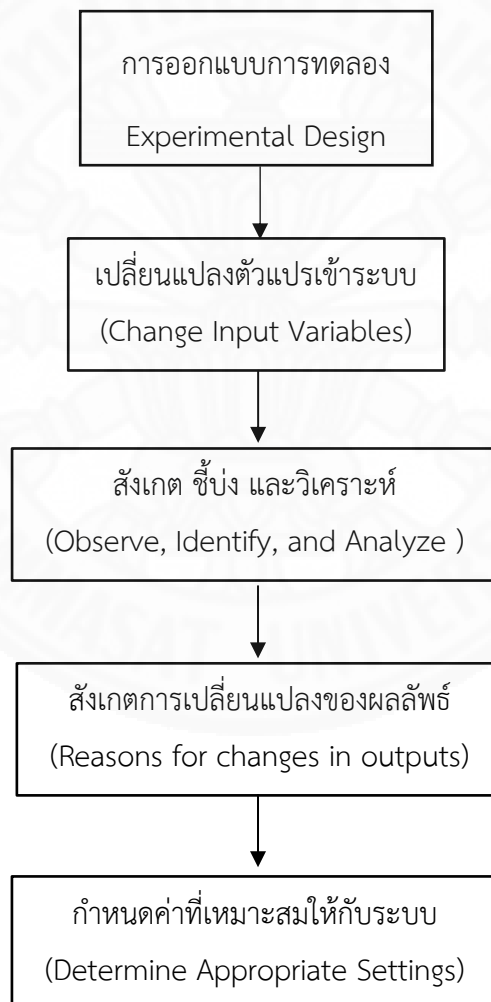 การออกแบบการทดลอง
Experimental Design
เปลี่ยนแปลงตัวแปรเข้าระบบ
(Change Input Variables)
สังเกต ชี้บ่ง และวิเคราะห์
(Observe, Identify, and Analyze )
สังเกตการเปลี่ยนแปลงของผลลัพธ์
(Reasons for changes in outputs)
กำหนดค่าที่เหมาะสมให้กับระบบ
(Determine Appropriate Settings)